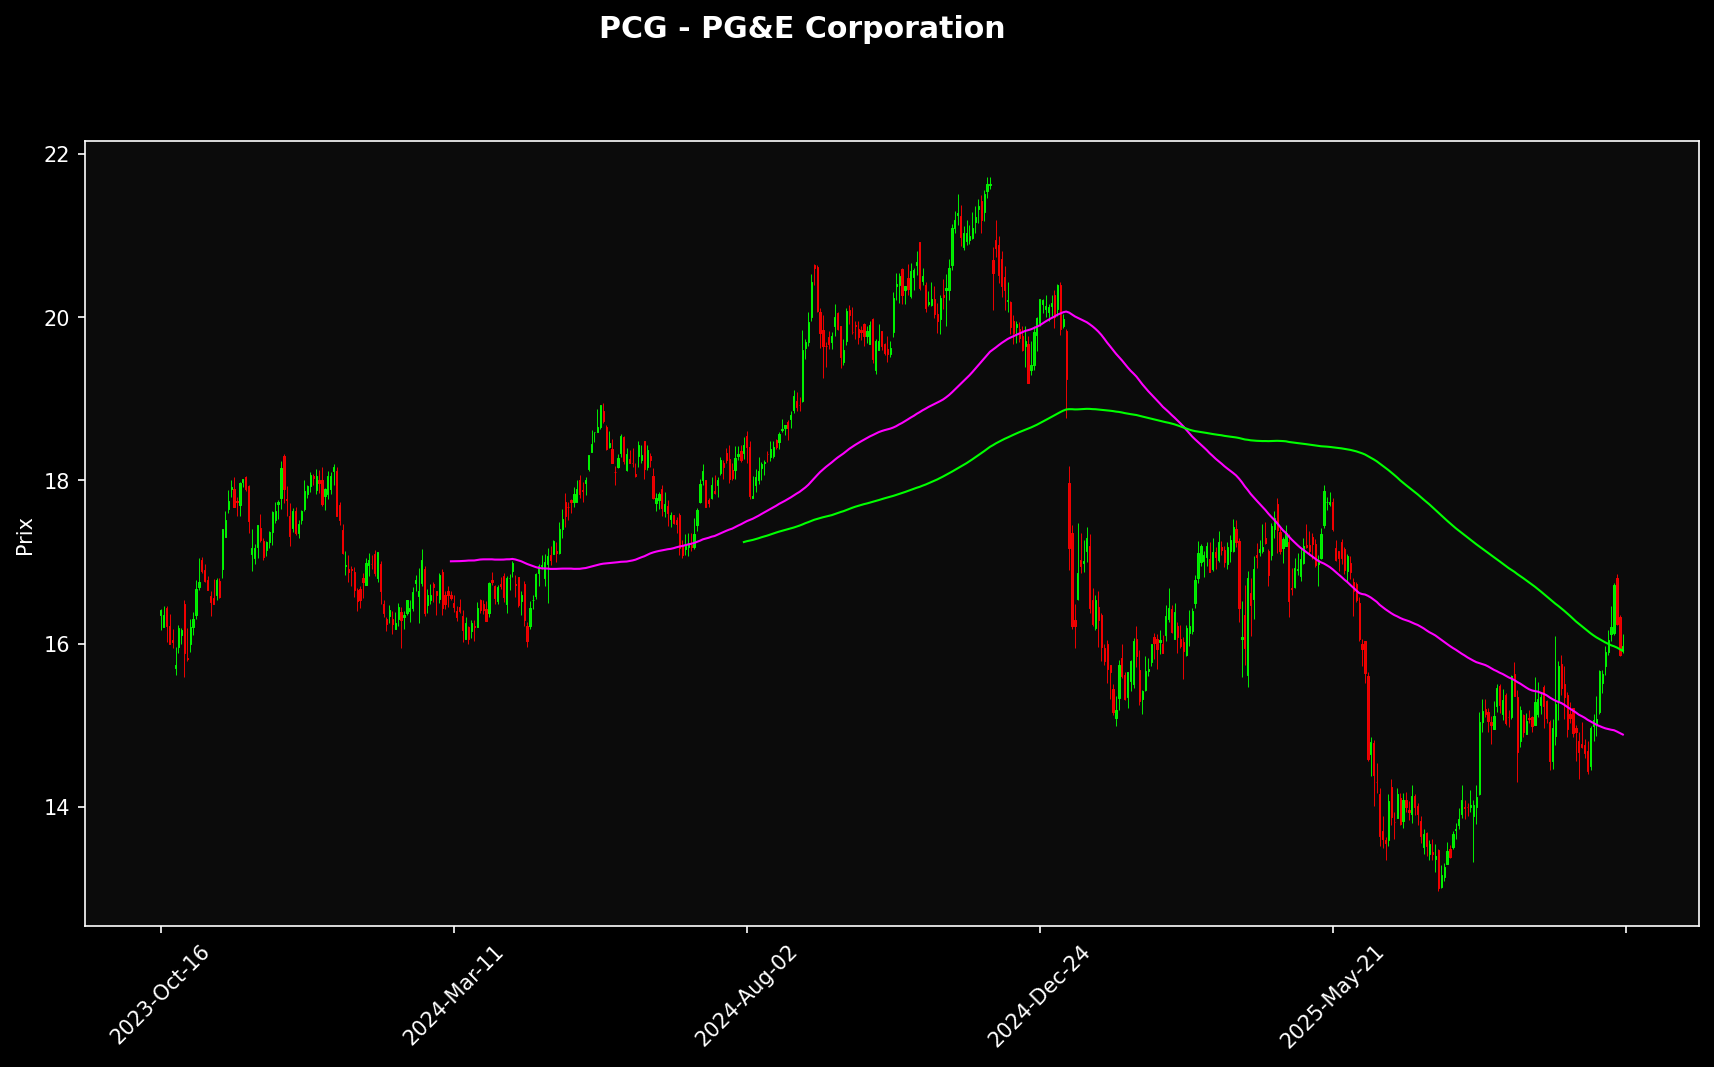 PCG - PG&E Corporation
Prix
22
20
18
16
14
2023-Oct-16
2024-Mar-11
2024-Aug-02
2024-Dec-24
2025-May-21